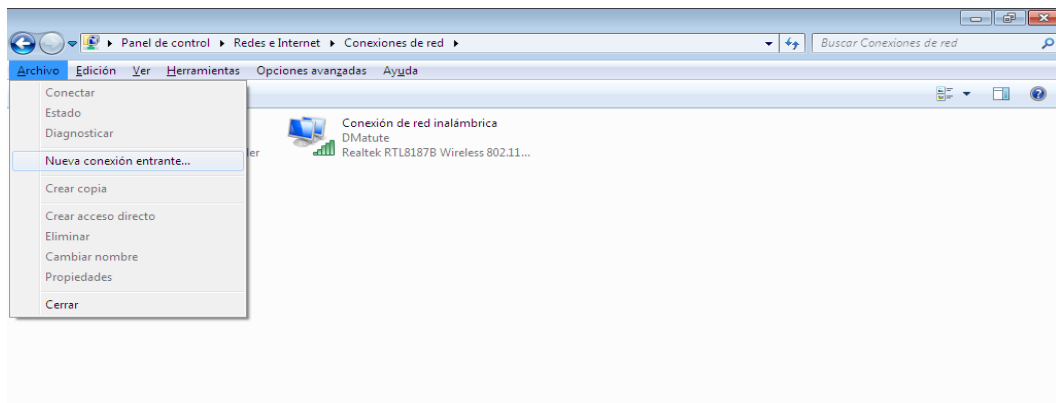 Panel de control ▸ Redes e Internet ▸ Conexiones de red ▸
Buscar Conexiones de red
Archivo Edición Ver Herramientas Opciones avanzadas Ayuda
Conectar
Estado
Diagnosticar
Nueva conexión entrante...
Crear copia
Crear acceso directo
Eliminar
Cambiar nombre
Propiedades
Cerrar
Conexión de red inalámbrica
DMatute
Realtek RTL8187B Wireless 802.11...